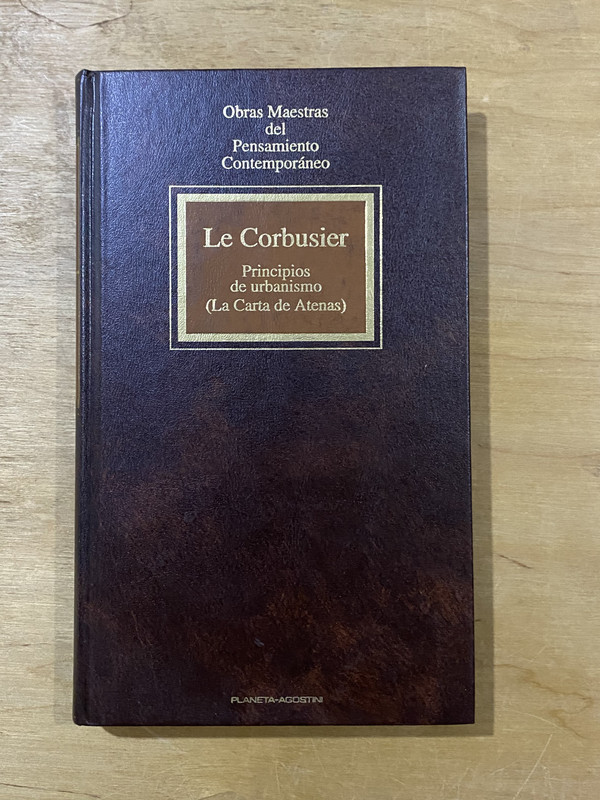 Obras Maestras
del
Pensamiento
Contemporáneo
Le Corbusier
Principios
de urbanismo
(La Carta de Atenas)
PLANETA-AGOSTINI